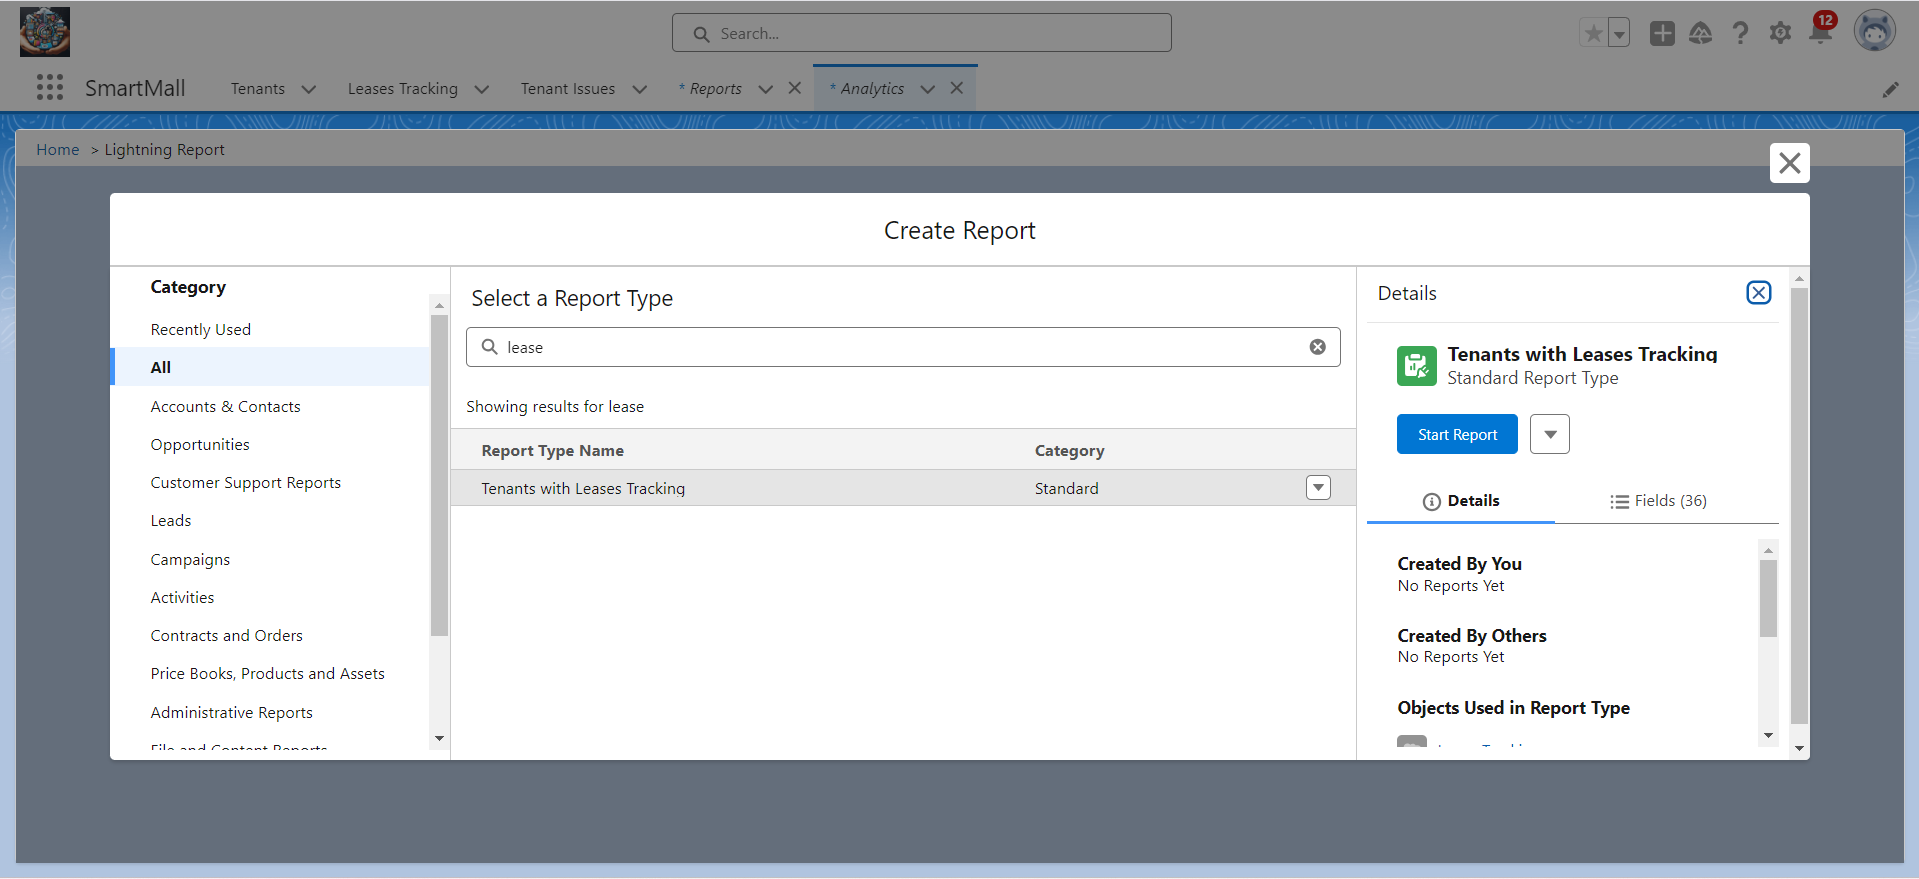 Search...
12
SmartMall
Tenants
Leases Tracking
Tenant Issues
* Reports
* Analytics
Home > Lightning Report
Create Report
Category
Recently Used
All
Accounts & Contacts
Opportunities
Customer Support Reports
Leads
Campaigns
Activities
Contracts and Orders
Price Books, Products and Assets
Administrative Reports
File and Content Reports
Select a Report Type
lease
Showing results for lease
Report Type Name Category
Tenants with Leases Tracking Standard
Details
Tenants with Leases Tracking
Standard Report Type
Start Report
Details
Fields (36)
Created By You
No Reports Yet
Created By Others
No Reports Yet
Objects Used in Report Type